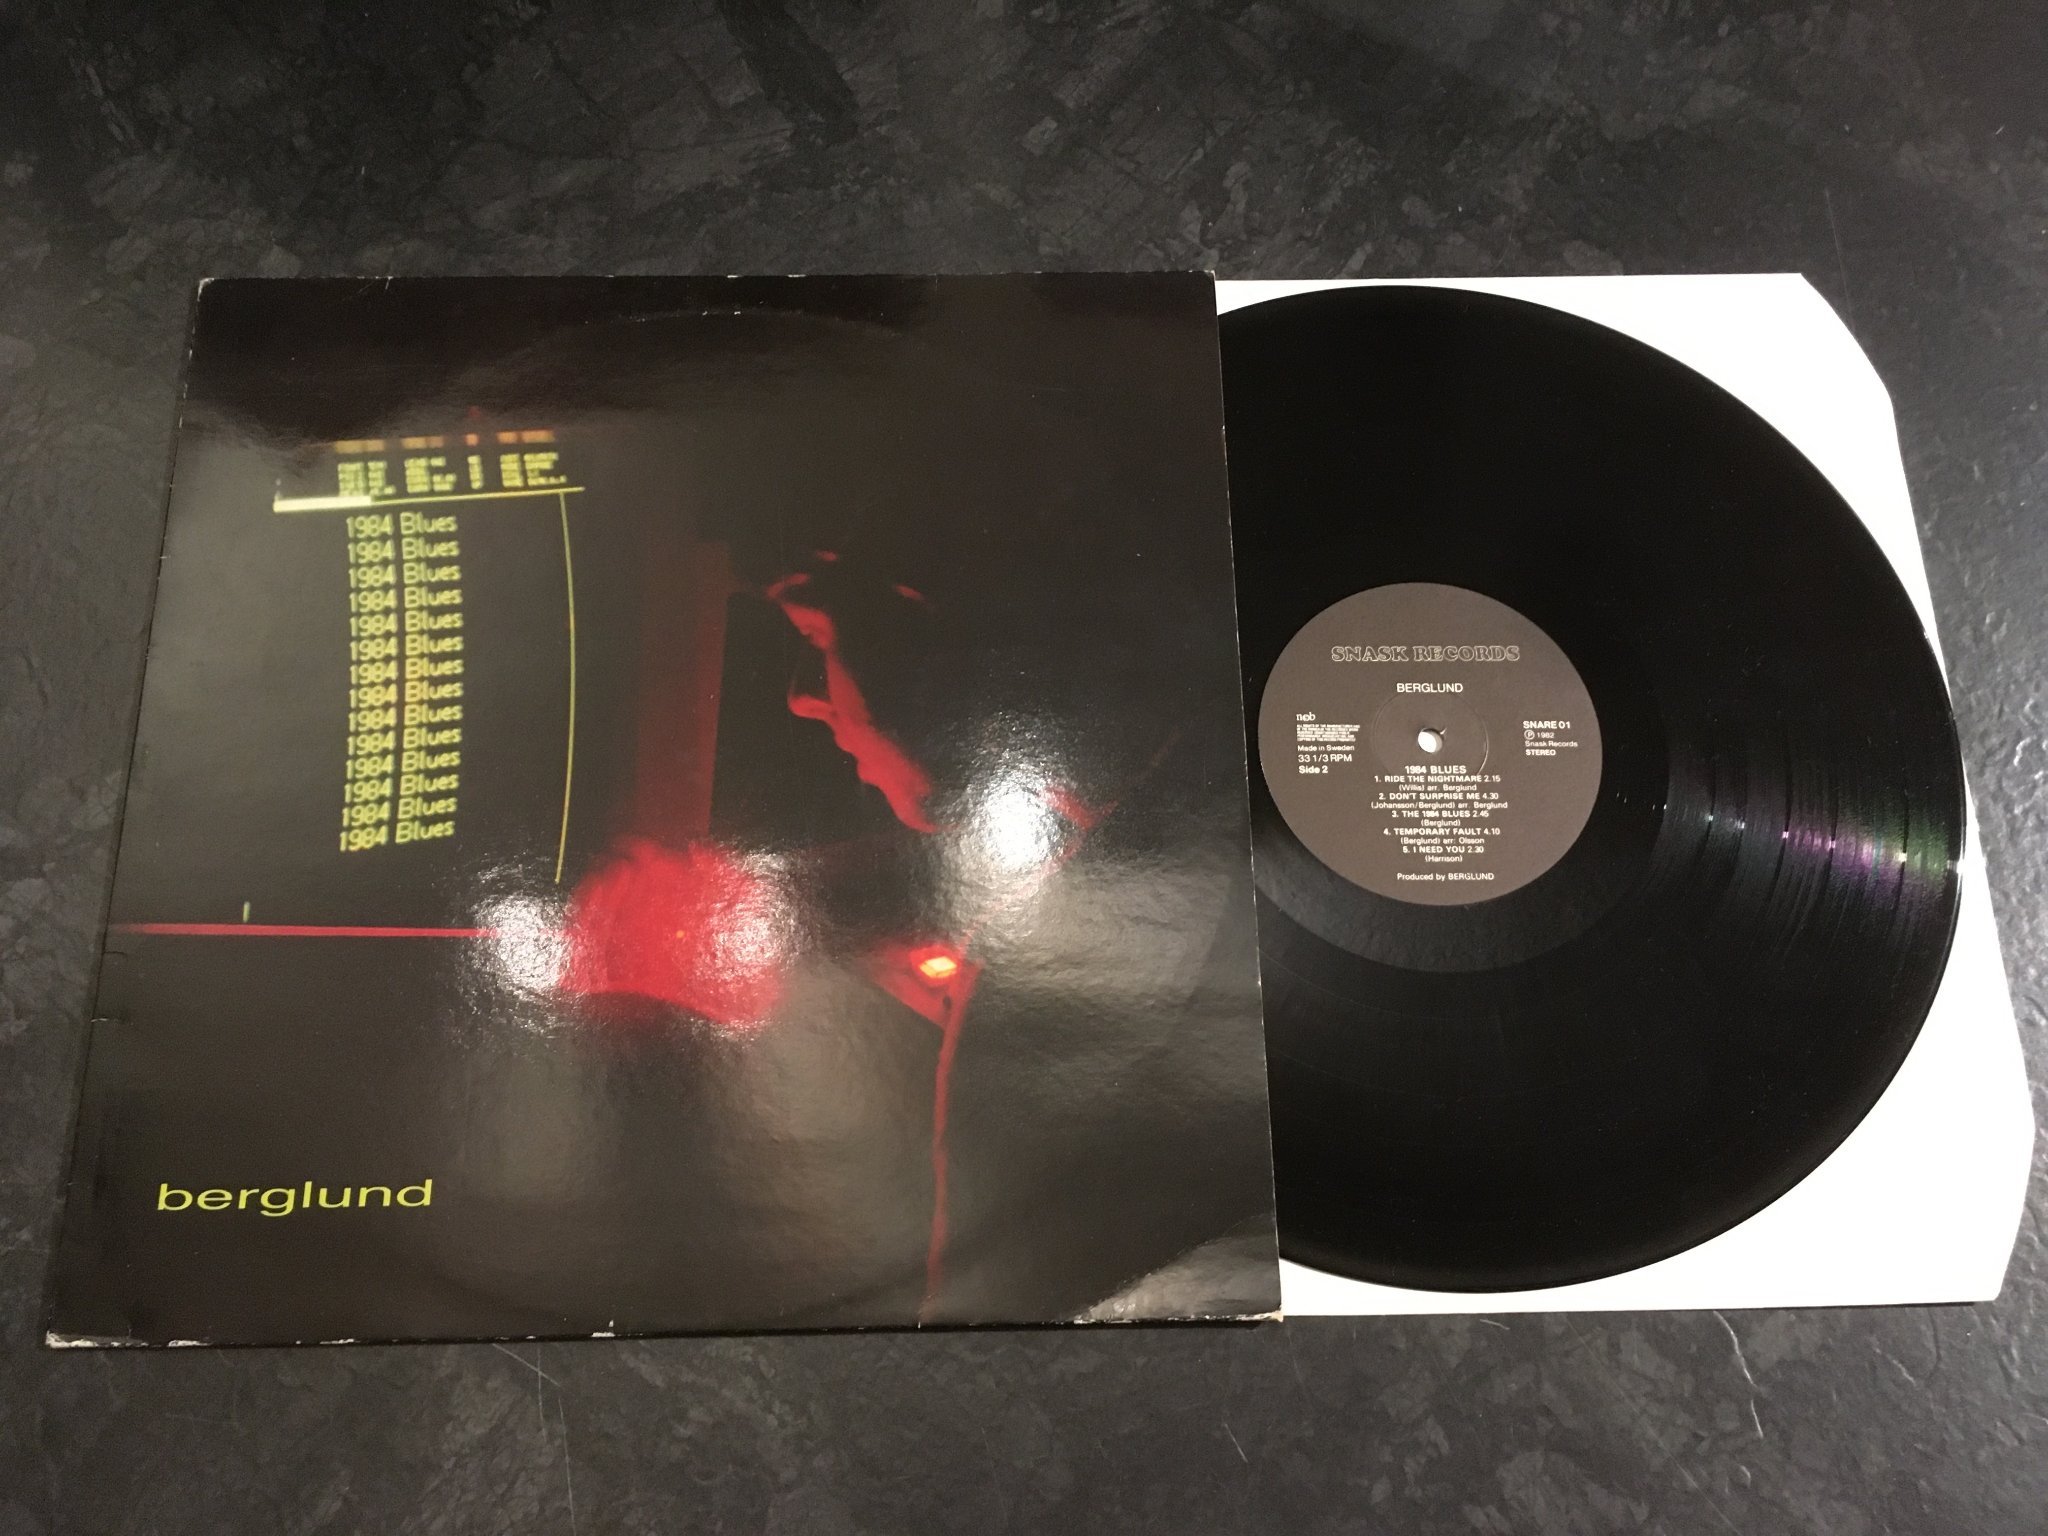 1984 Blues
1984 Blues
1984 Blues
1984 Blues
1984 Blues
1984 Blues
1984 Blues
1984 Blues
1984 Blues
1984 Blues
1984 Blues
1984 Blues
1984 Blues
1984 Blues
berglund
SNASK RECORDS
BERGLUND
ncb
Made in Sweden
33 1/3 RPM
Side 2
SNARE 01
Ⓟ 1982
Snask Records
STEREO
1984 BLUES
1. RIDE THE NIGHTMARE 2.15
(Willis) arr. Berglund
2. DON'T SURPRISE ME 4.30
(Johansson/Berglund) arr. Berglund
3. THE 1984 BLUES 2.45
(Berglund)
4. TEMPORARY FAULT 4.10
(Berglund) arr: Olsson
5. I NEED YOU 2.30
(Harrison)
Produced by BERGLUND